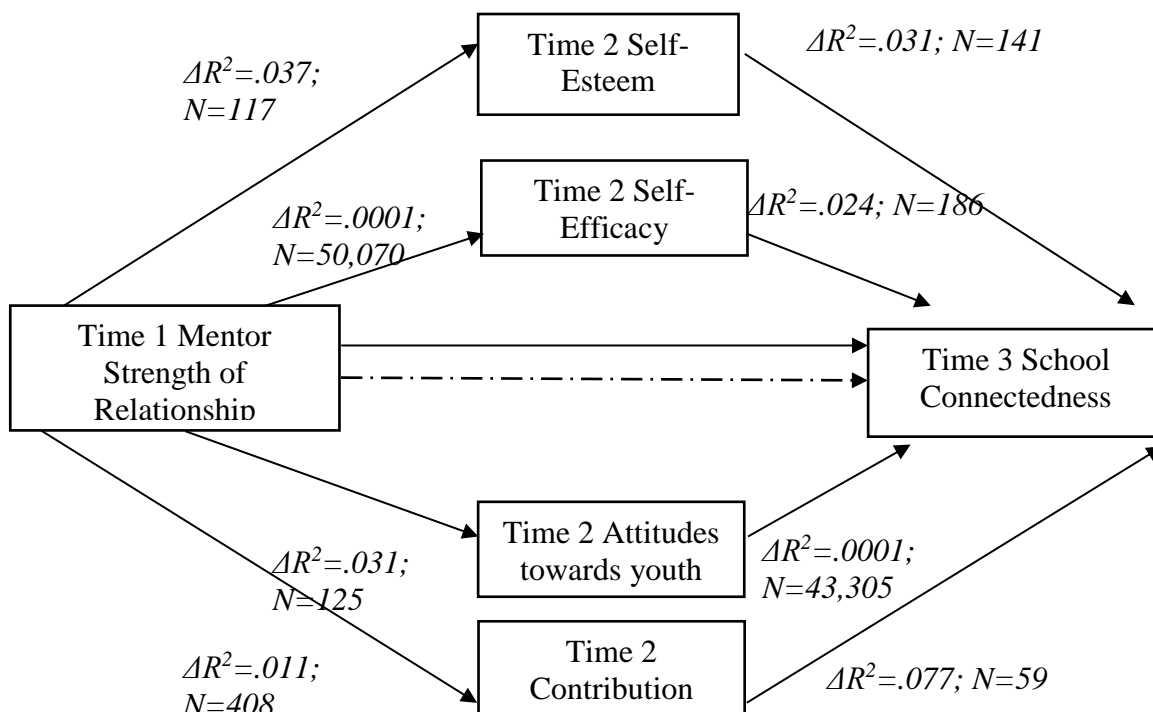 Time 2 Self-
Esteem
ΔR²=.031; N=141
ΔR²=.037;
N=117
Time 2 Self-
Efficacy
ΔR²=.024; N=186
ΔR²=.0001;
N=50,070
Time 1 Mentor
Strength of
Relationship
Time 3 School
Connectedness
Time 2 Attitudes
towards youth
ΔR²=.0001;
N=43,305
ΔR²=.031;
N=125
Time 2
Contribution
ΔR²=.011;
N=408
ΔR²=.077; N=59